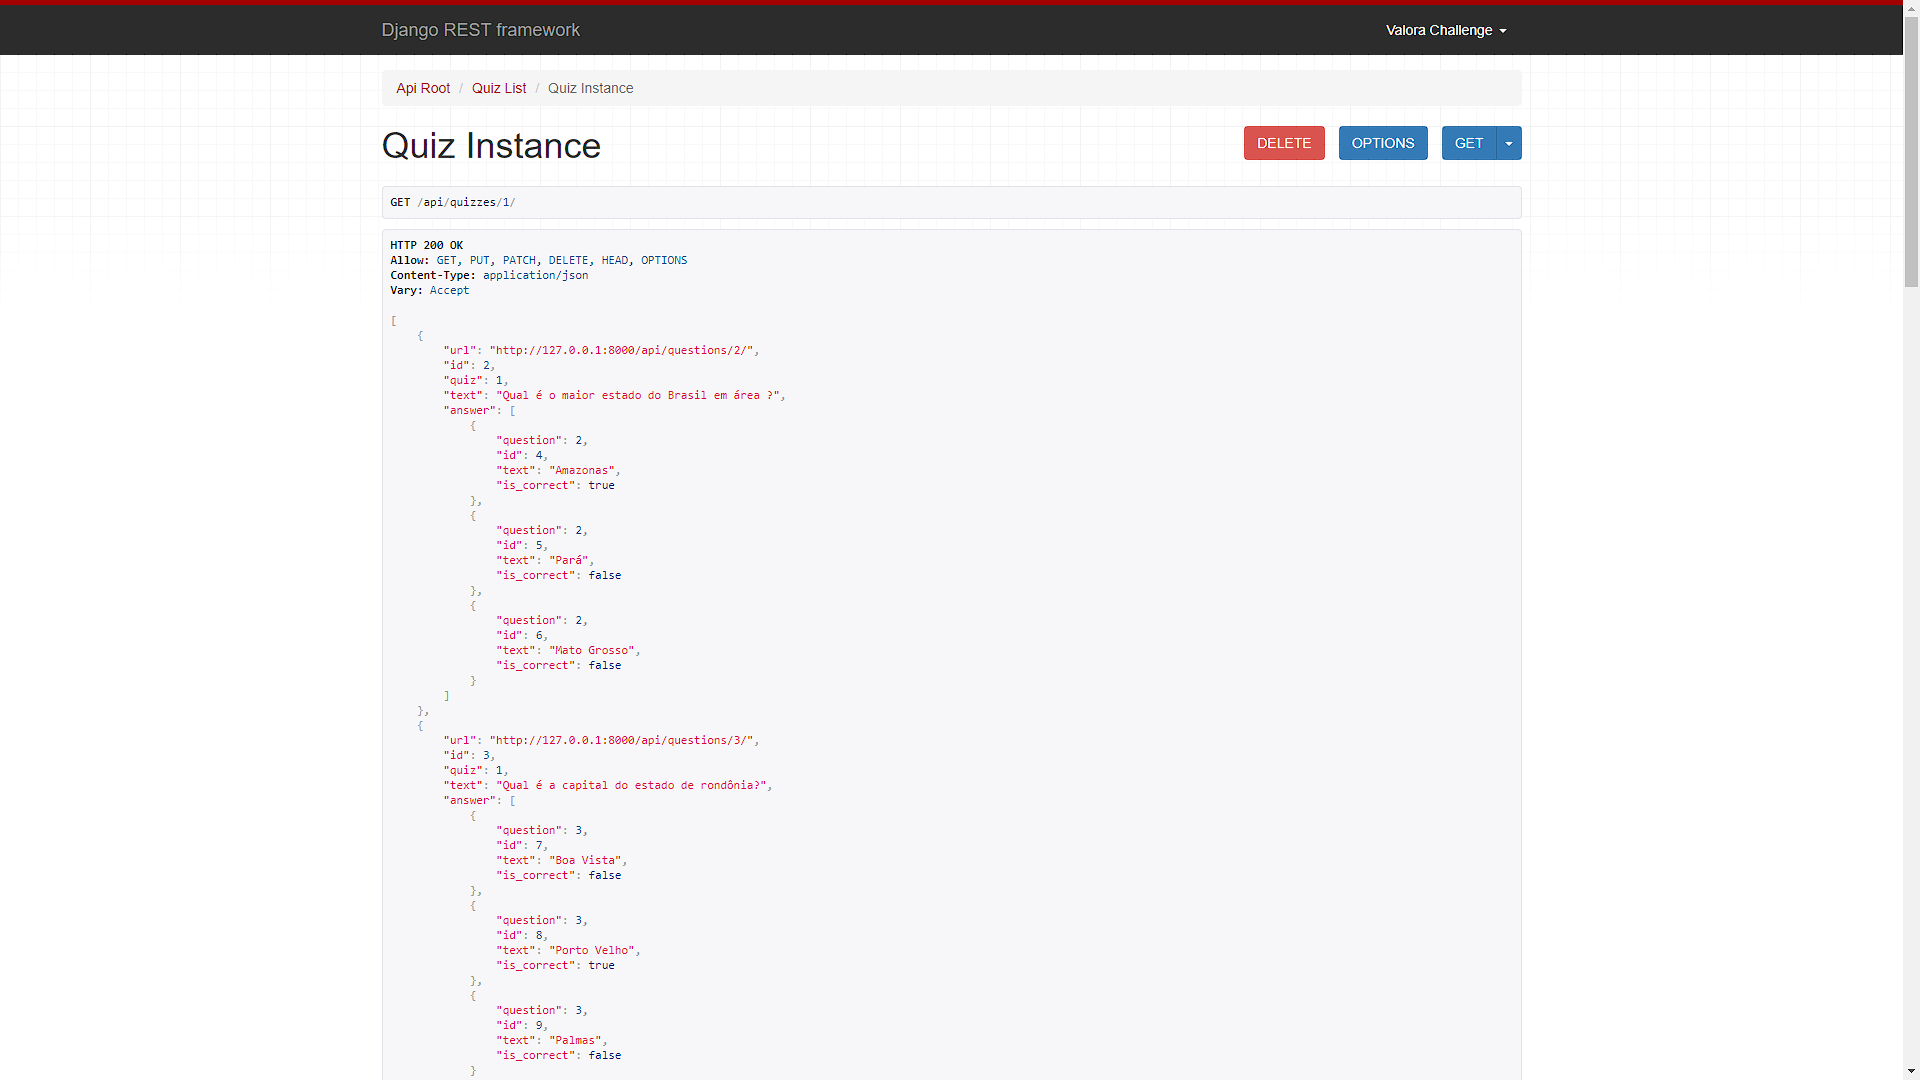 Django REST framework
Valora Challenge
Api Root / Quiz List / Quiz Instance
Quiz Instance
DELETE
OPTIONS
GET
GET /api/quizzes/1/
HTTP 200 OK
Allow: GET, PUT, PATCH, DELETE, HEAD, OPTIONS
Content-Type: application/json
Vary: Accept
[
{
"url": "http://127.0.0.1:8000/api/questions/2/",
"id": 2,
"quiz": 1,
"text": "Qual é o maior estado do Brasil em área ?",
"answer": [
{
"question": 2,
"id": 4,
"text": "Amazonas",
"is_correct": true
},
{
"question": 2,
"id": 5,
"text": "Pará",
"is_correct": false
},
{
"question": 2,
"id": 6,
"text": "Mato Grosso",
"is_correct": false
}
]
},
{
"url": "http://127.0.0.1:8000/api/questions/3/",
"id": 3,
"quiz": 1,
"text": "Qual é a capital do estado de rondônia?",
"answer": [
{
"question": 3,
"id": 7,
"text": "Boa Vista",
"is_correct": false
},
{
"question": 3,
"id": 8,
"text": "Porto Velho",
"is_correct": true
},
{
"question": 3,
"id": 9,
"text": "Palmas",
"is_correct": false
}